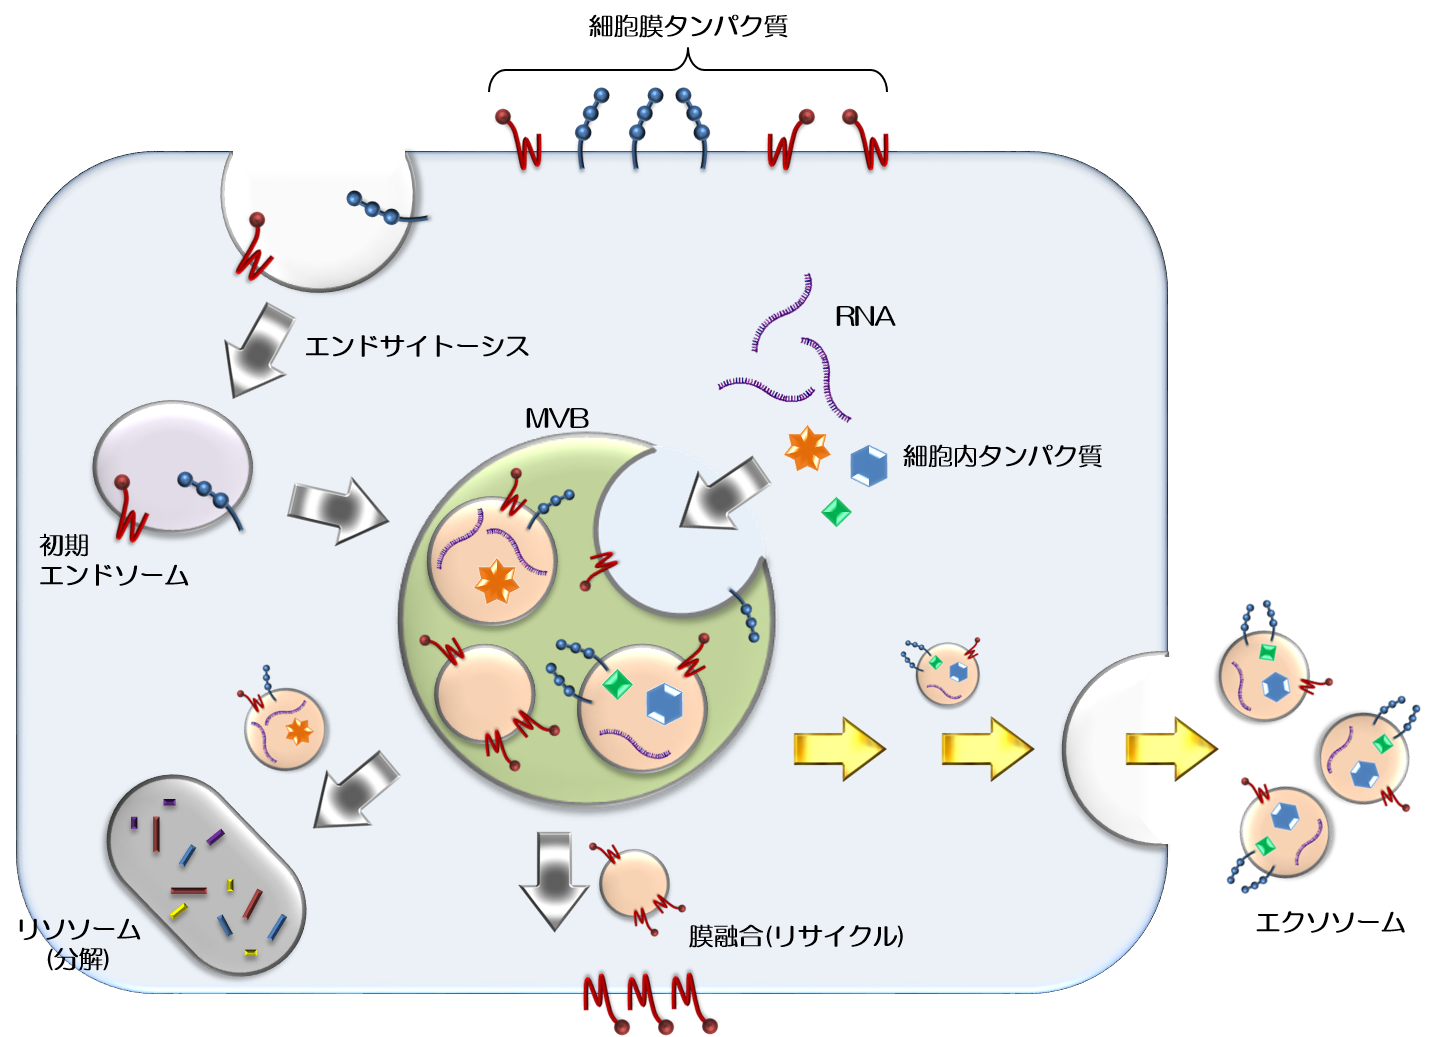 細胞膜タンパク質
RNA
エンドサイトーシス
MVB
細胞内タンパク質
初期
エンドソーム
リソソーム
(分解)
膜融合(リサイクル)
エクソソーム